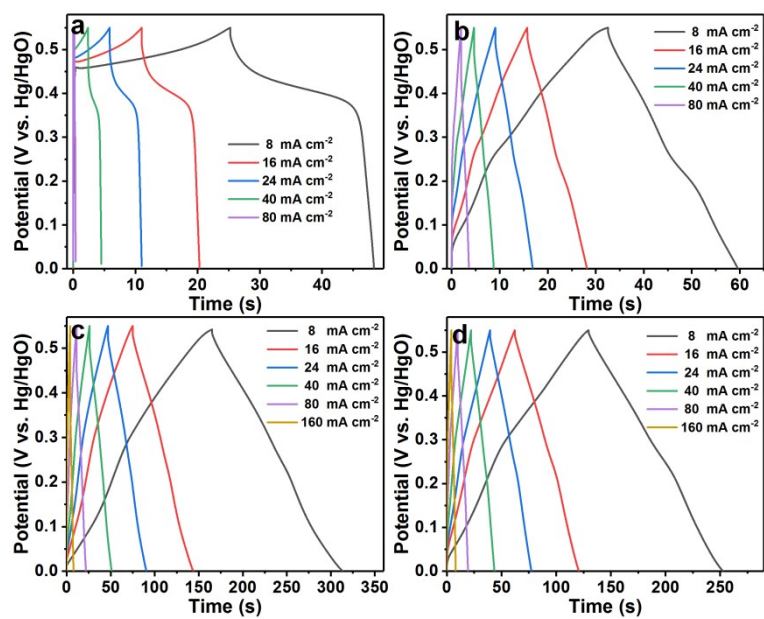 a
0.5
0.4
0.3
0.2
0.1
0.0
Potential (V vs. Hg/HgO)
8 mA cm⁻²
16 mA cm⁻²
24 mA cm⁻²
40 mA cm⁻²
80 mA cm⁻²
0 10 20 30 40
Time (s)
b
0.5
0.4
0.3
0.2
0.1
0.0
Potential (V vs. Hg/HgO)
8 mA cm⁻²
16 mA cm⁻²
24 mA cm⁻²
40 mA cm⁻²
80 mA cm⁻²
0 10 20 30 40 50 60
Time (s)
c
0.5
0.4
0.3
0.2
0.1
0.0
Potential (V vs. Hg/HgO)
8 mA cm⁻²
16 mA cm⁻²
24 mA cm⁻²
40 mA cm⁻²
80 mA cm⁻²
160 mA cm⁻²
0 50 100 150 200 250 300 350
Time (s)
d
0.5
0.4
0.3
0.2
0.1
0.0
Potential (V vs. Hg/HgO)
8 mA cm⁻²
16 mA cm⁻²
24 mA cm⁻²
40 mA cm⁻²
80 mA cm⁻²
160 mA cm⁻²
0 50 100 150 200 250
Time (s)